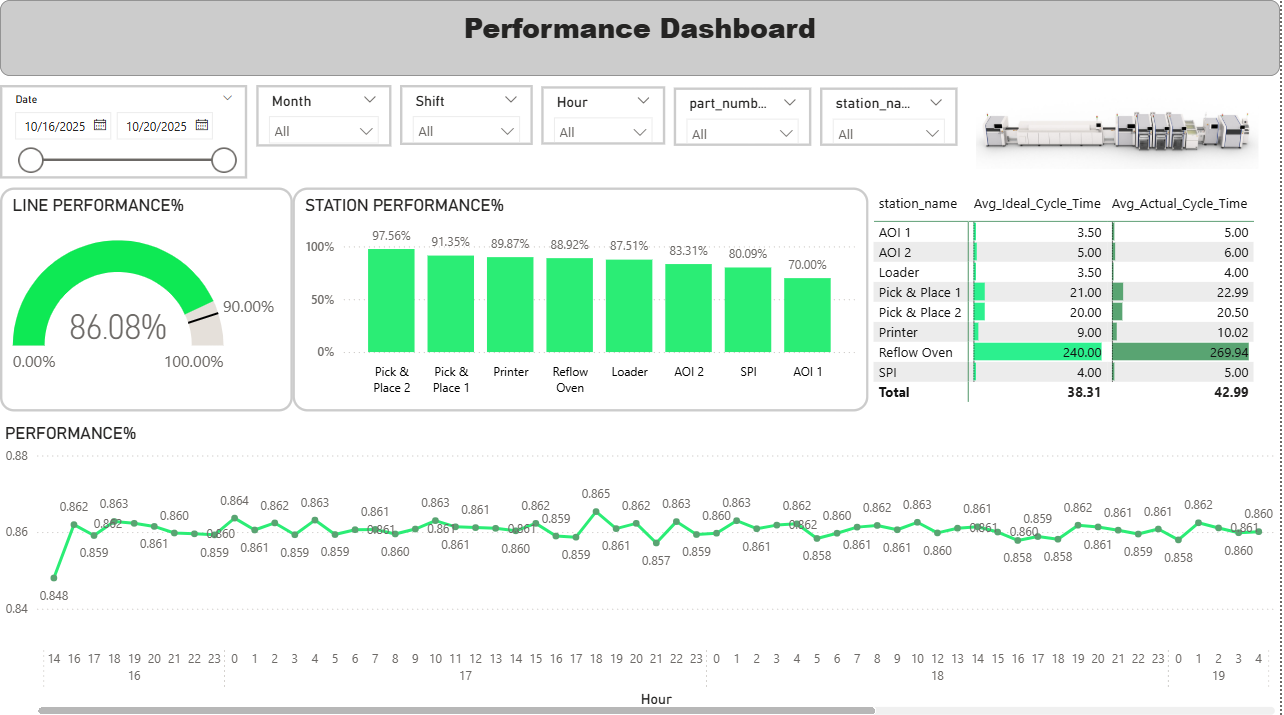 Performance Dashboard
Date
10/16/2025 10/20/2025
Month
All
Shift
All
Hour
All
part_numb...
All
station_na...
All
LINE PERFORMANCE%
90.00%
86.08%
0.00% 100.00%
STATION PERFORMANCE%
97.56% 91.35% 89.87% 88.92% 87.51% 83.31% 80.09% 70.00%
100%
50%
0%
Pick & Place 2 Pick & Place 1 Printer Reflow Oven Loader AOI 2 SPI AOI 1
station_name Avg_Ideal_Cycle_Time Avg_Actual_Cycle_Time
AOI 1 3.50 5.00
AOI 2 5.00 6.00
Loader 3.50 4.00
Pick & Place 1 21.00 22.99
Pick & Place 2 20.00 20.50
Printer 9.00 10.02
Reflow Oven 240.00 269.94
SPI 4.00 5.00
Total 38.31 42.99
PERFORMANCE%
0.88
0.86
0.84
0.848 0.862 0.859 0.862 0.863 0.861 0.860 0.859 0.860 0.864 0.861 0.862 0.859 0.863 0.859 0.861 0.861 0.860 0.863 0.861 0.861 0.861 0.860 0.861 0.862 0.859 0.859 0.865 0.861 0.862 0.857 0.863 0.859 0.860 0.863 0.861 0.862 0.862 0.858 0.860 0.861 0.862 0.861 0.863 0.860 0.861 0.861 0.858 0.860 0.859 0.858 0.862 0.861 0.861 0.859 0.861 0.858 0.862 0.860 0.861 0.860
14 16 17 18 19 20 21 22 23 0 1 2 3 4 5 6 7 8 9 10 11 12 13 14 15 16 17 18 19 20 21 22 23 0 1 2 3 4 5 6 7 8 9 10 12 13 14 15 16 17 18 19 20 21 22 23 0 1 2 3 4
16 17 18 19
Hour